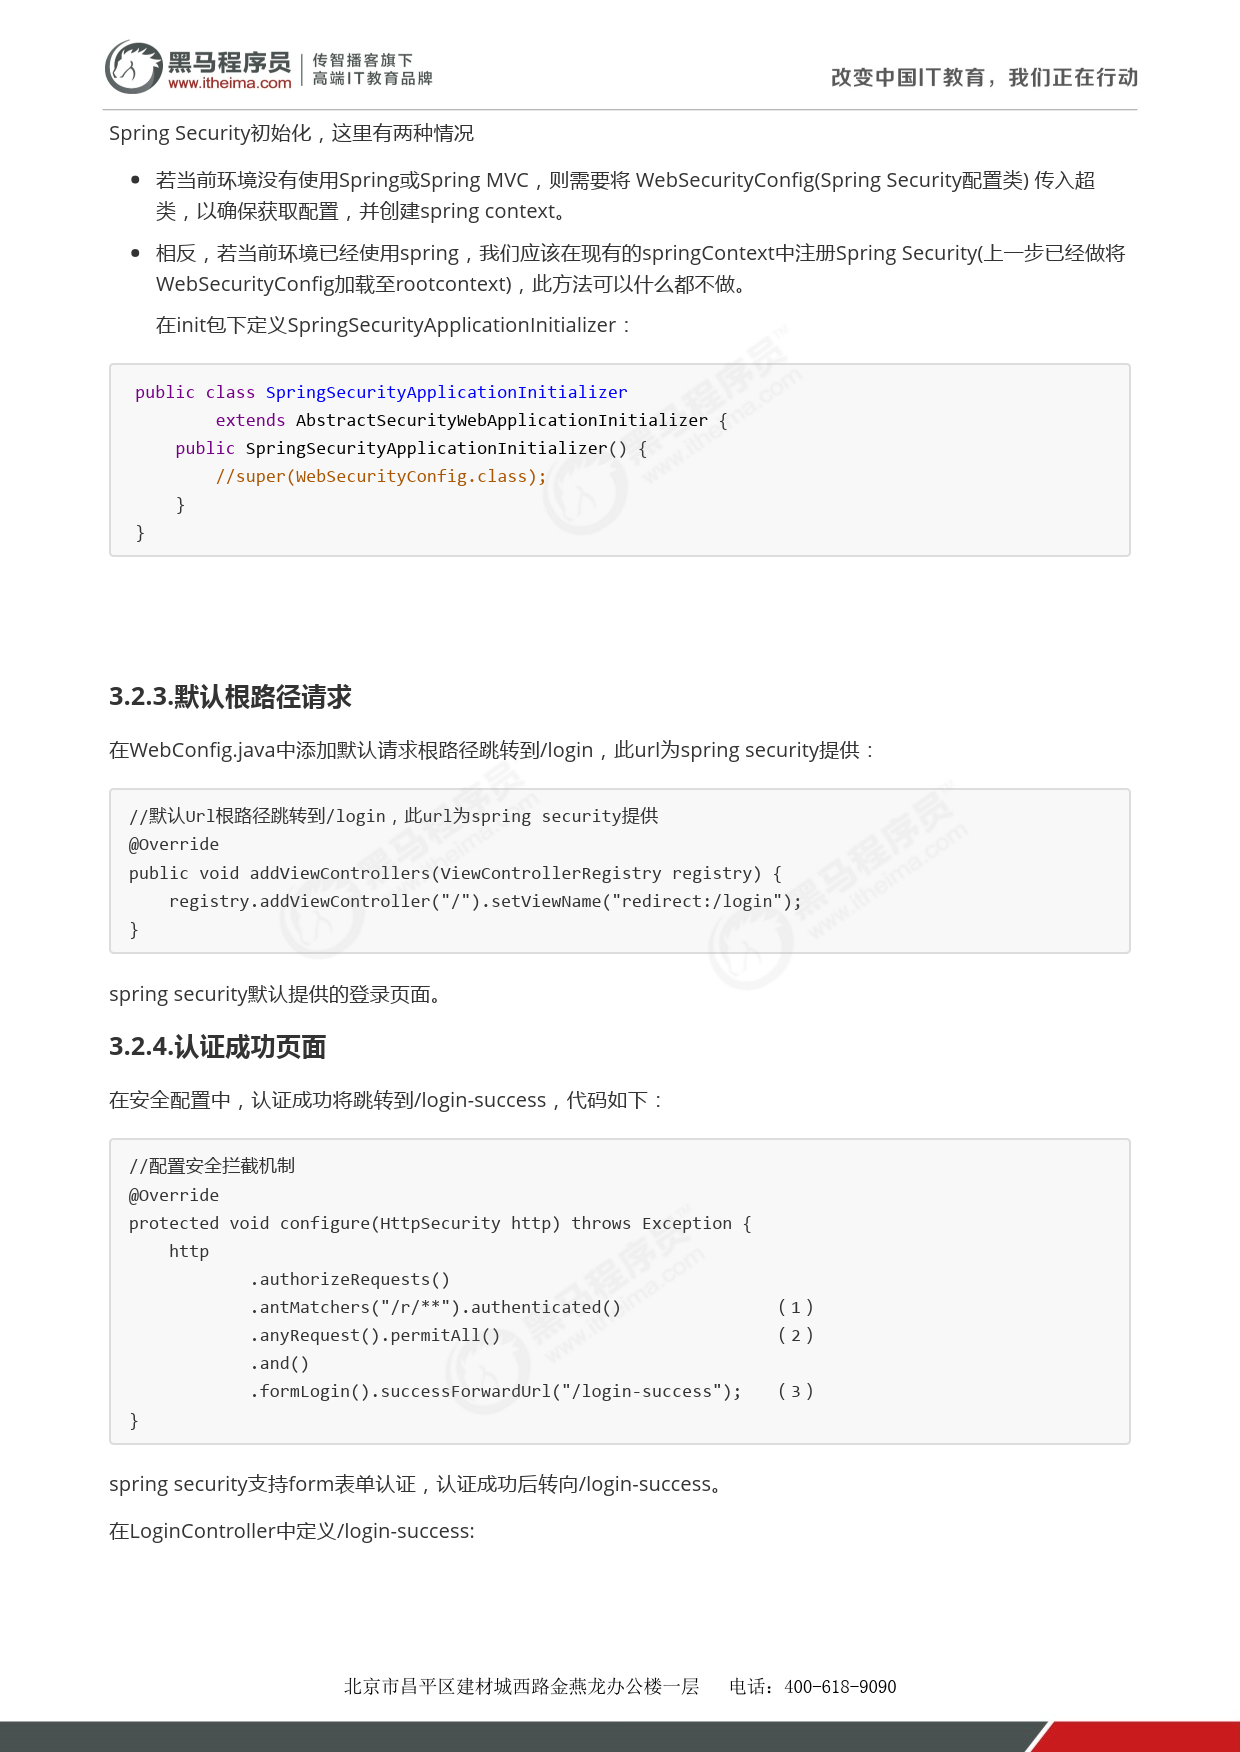 黑马程序员
www.itheima.com
传智播客旗下
高端IT教育品牌
改变中国IT教育，我们正在行动
Spring Security初始化，这里有两种情况
若当前环境没有使用Spring或Spring MVC，则需要将 WebSecurityConfig(Spring Security配置类) 传入超
类，以确保获取配置，并创建spring context。
相反，若当前环境已经使用spring，我们应该在现有的springContext中注册Spring Security(上一步已经做将
WebSecurityConfig加载至rootcontext)，此方法可以什么都不做。
在init包下定义SpringSecurityApplicationInitializer：
public class SpringSecurityApplicationInitializer
        extends AbstractSecurityWebApplicationInitializer {
    public SpringSecurityApplicationInitializer() {
        //super(WebSecurityConfig.class);
    }
}
3.2.3.默认根路径请求
在WebConfig.java中添加默认请求根路径跳转到/login，此url为spring security提供：
//默认Url根路径跳转到/login，此url为spring security提供
@Override
public void addViewControllers(ViewControllerRegistry registry) {
    registry.addViewController("/").setViewName("redirect:/login");
}
spring security默认提供的登录页面。
3.2.4.认证成功页面
在安全配置中，认证成功将跳转到/login-success，代码如下：
//配置安全拦截机制
@Override
protected void configure(HttpSecurity http) throws Exception {
    http
            .authorizeRequests()
            .antMatchers("/r/**").authenticated()               （1）
            .anyRequest().permitAll()                           （2）
            .and()
            .formLogin().successForwardUrl("/login-success");   （3）
}
spring security支持form表单认证，认证成功后转向/login-success。
在LoginController中定义/login-success:
北京市昌平区建材城西路金燕龙办公楼一层 电话：400-618-9090